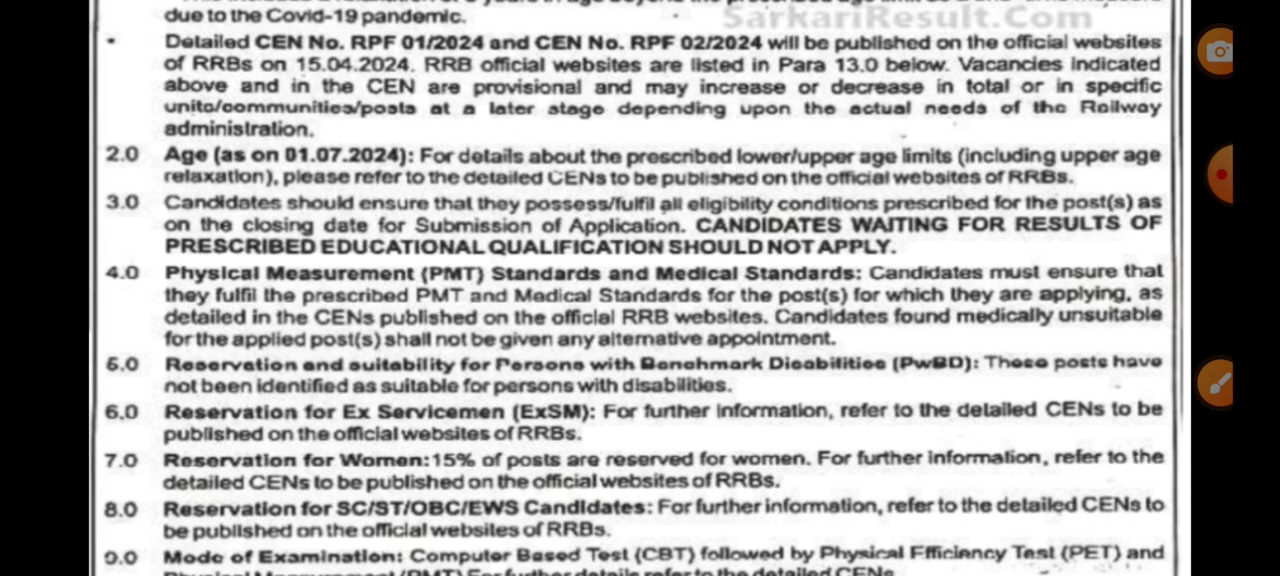 due to the Covid-19 pandemic.
SarkariResult.Com
• Detailed CEN No. RPF 01/2024 and CEN No. RPF 02/2024 will be published on the official websites
of RRBs on 15.04.2024. RRB official websites are listed in Para 13.0 below. Vacancies indicated
above and in the CEN are provisional and may increase or decrease in total or in specific
units/communities/posts at a later stage depending upon the actual needs of the Railway
administration.
2.0 Age (as on 01.07.2024): For details about the prescribed lower/upper age limits (including upper age
relaxation), please refer to the detailed CENs to be published on the official websites of RRBs.
3.0 Candidates should ensure that they possess/fulfil all eligibility conditions prescribed for the post(s) as
on the closing date for Submission of Application. CANDIDATES WAITING FOR RESULTS OF
PRESCRIBED EDUCATIONAL QUALIFICATION SHOULD NOT APPLY.
4.0 Physical Measurement (PMT) Standards and Medical Standards: Candidates must ensure that
they fulfil the prescribed PMT and Medical Standards for the post(s) for which they are applying, as
detailed in the CENs published on the official RRB websites. Candidates found medically unsuitable
for the applied post(s) shall not be given any alternative appointment.
5.0 Reservation and suitability for Persons with Benchmark Disabilities (PwBD): These posts have
not been identified as suitable for persons with disabilities.
6.0 Reservation for Ex Servicemen (ExSM): For further information, refer to the detailed CENs to be
published on the official websites of RRBs.
7.0 Reservation for Women:15% of posts are reserved for women. For further information, refer to the
detailed CENs to be published on the official websites of RRBs.
8.0 Reservation for SC/ST/OBC/EWS Candidates: For further information, refer to the detailed CENs to
be published on the official websites of RRBs.
9.0 Mode of Examination: Computer Based Test (CBT) followed by Physical Efficiency Test (PET) and